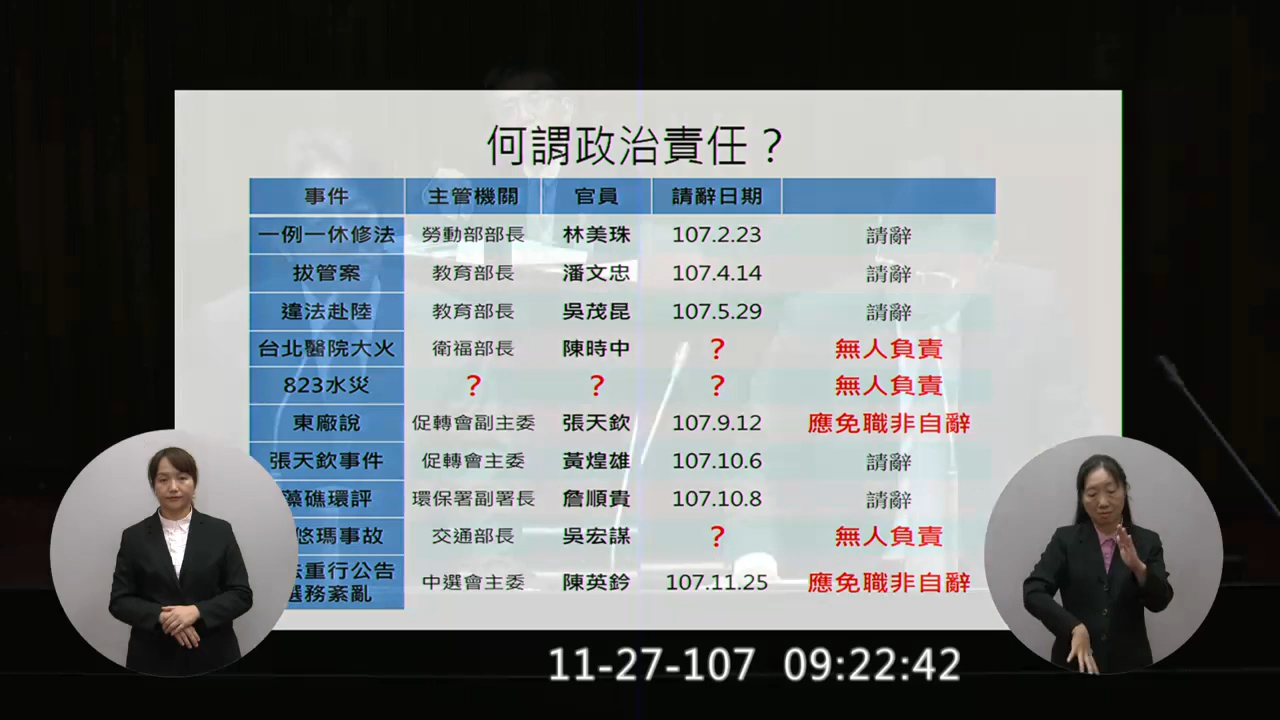 何謂政治責任？
事件 主管機關 官員 請辭日期
一例一休修法 勞動部部長 林美珠 107.2.23 請辭
拔管案 教育部長 潘文忠 107.4.14 請辭
違法赴陸 教育部長 吳茂昆 107.5.29 請辭
台北醫院大火 衛福部長 陳時中 ？ 無人負責
823水災 ？ ？ ？ 無人負責
東廠說 促轉會副主委 張天欽 107.9.12 應免職非自辭
張天欽事件 促轉會主委 黃煌雄 107.10.6 請辭
藻礁環評 環保署副署長 詹順貴 107.10.8 請辭
悠瑪事故 交通部長 吳宏謀 ？ 無人負責
重行公告
選務紊亂 中選會主委 陳英鈐 107.11.25 應免職非自辭
11-27-107 09:22:42